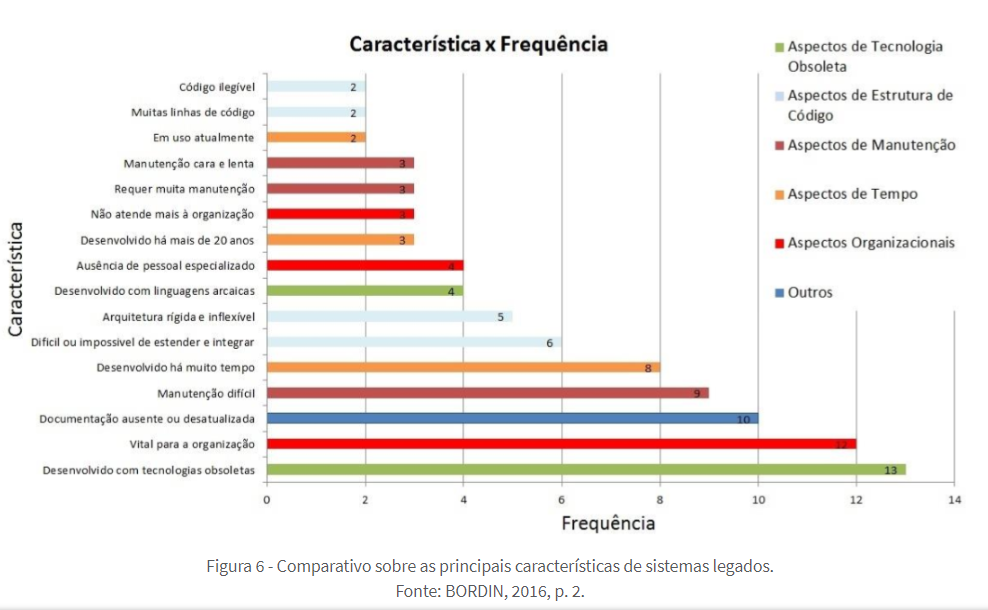 Característica x Frequência
Aspectos de Tecnologia
Obsoleta
Aspectos de Estrutura de
Código
Aspectos de Manutenção
Aspectos de Tempo
Aspectos Organizacionais
Outros
Característica
Código ilegível 2
Muitas linhas de código 2
Em uso atualmente 2
Manutenção cara e lenta 3
Requer muita manutenção 3
Não atende mais à organização 3
Desenvolvido há mais de 20 anos 3
Ausência de pessoal especializado 4
Desenvolvido com linguagens arcaicas 4
Arquitetura rígida e inflexível 5
Dificil ou impossivel de estender e integrar 6
Desenvolvido há muito tempo 8
Manutenção difícil 9
Documentação ausente ou desatualizada 10
Vital para a organização 12
Desenvolvido com tecnologias obsoletas 13
0 2 4 6 8 10 12 14
Frequência
Figura 6 - Comparativo sobre as principais características de sistemas legados.
Fonte: BORDIN, 2016, p. 2.